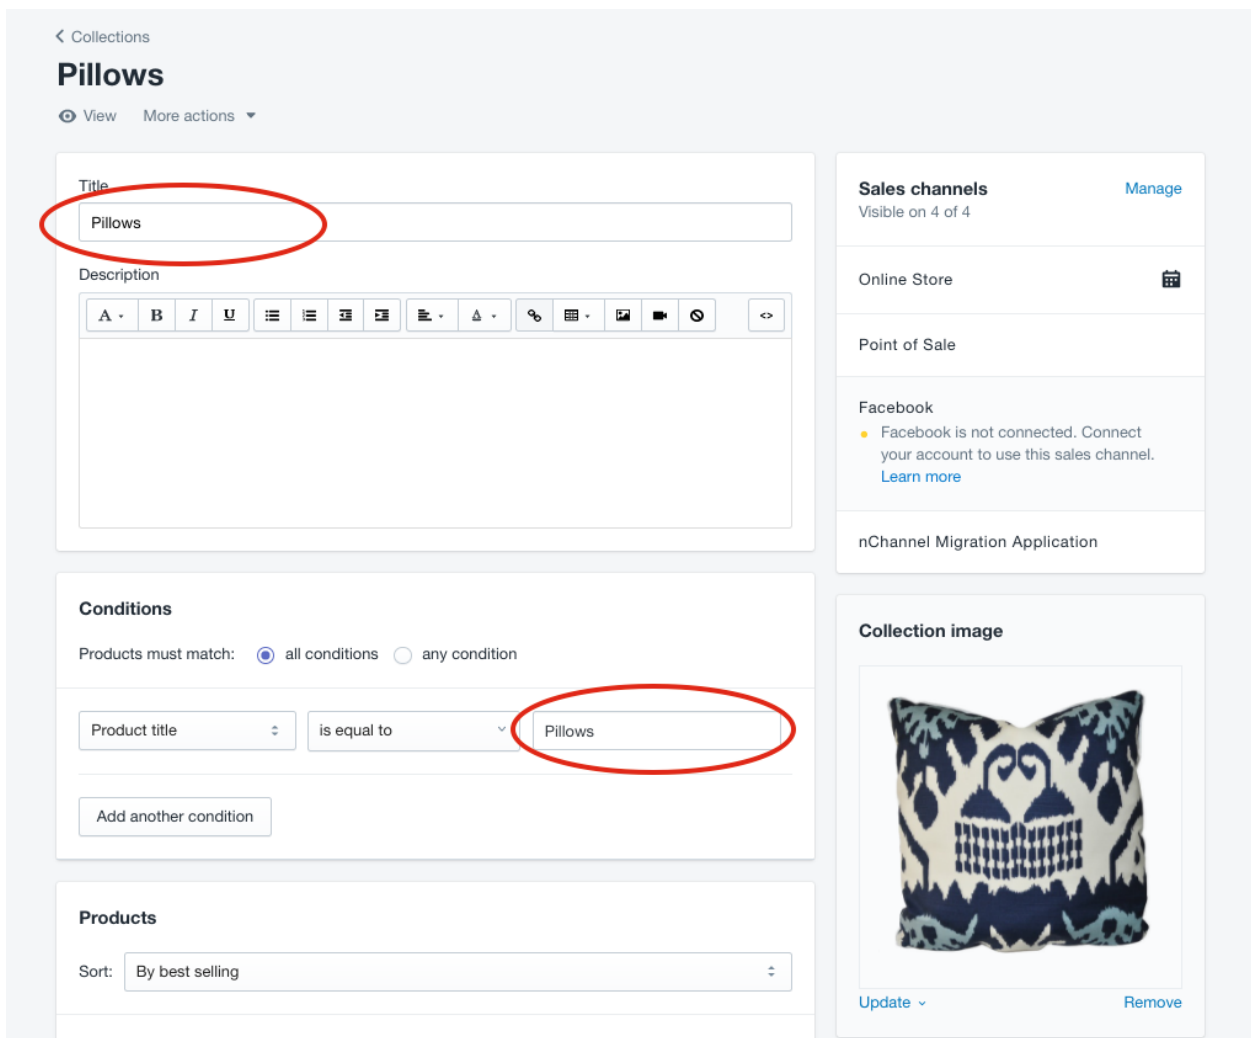 Collections
Pillows
View More actions
Title
Pillows
Description
A B I U A <>
Conditions
Products must match: all conditions any condition
Product title is equal to Pillows
Add another condition
Products
Sort: By best selling
Sales channels Manage
Visible on 4 of 4
Online Store
Point of Sale
Facebook
Facebook is not connected. Connect
your account to use this sales channel.
Learn more
nChannel Migration Application
Collection image
Update Remove